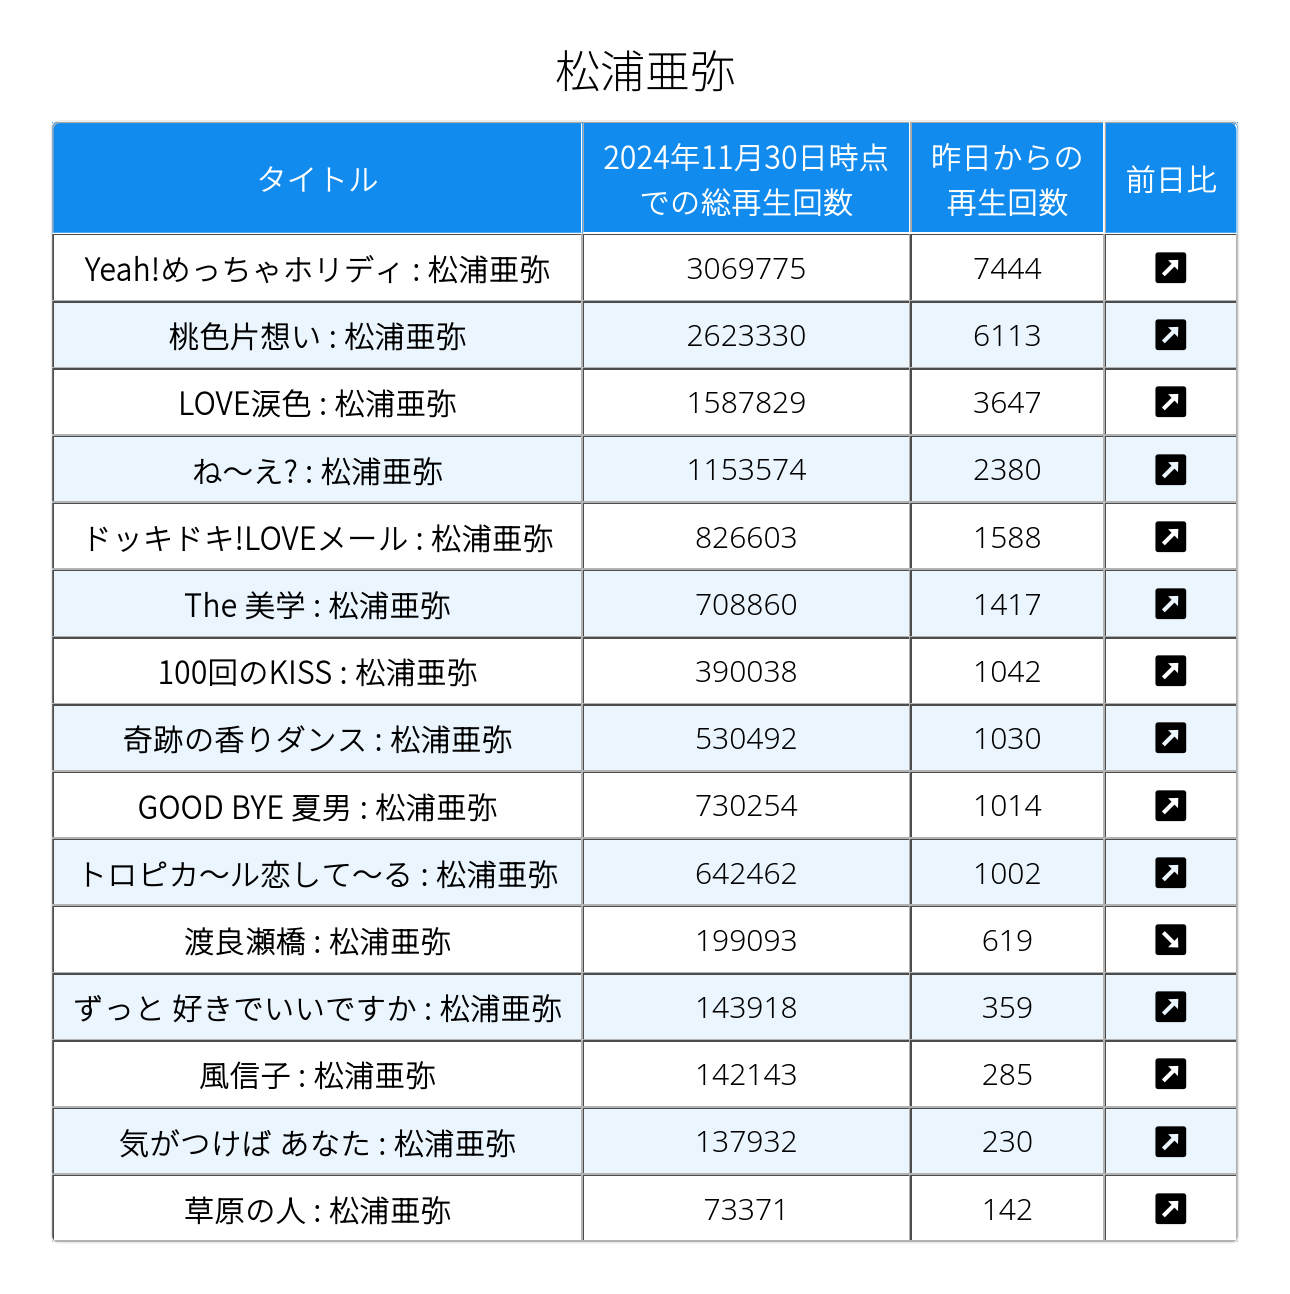 松浦亜弥
タイトル
2024年11月30日時点
での総再生回数
昨日からの
再生回数
前日比
Yeah!めっちゃホリディ : 松浦亜弥 3069775 7444
桃色片想い : 松浦亜弥 2623330 6113
LOVE涙色 : 松浦亜弥 1587829 3647
ね〜え? : 松浦亜弥 1153574 2380
ドッキドキ!LOVEメール : 松浦亜弥 826603 1588
The 美学 : 松浦亜弥 708860 1417
100回のKISS : 松浦亜弥 390038 1042
奇跡の香りダンス : 松浦亜弥 530492 1030
GOOD BYE 夏男 : 松浦亜弥 730254 1014
トロピカ〜ル恋して〜る : 松浦亜弥 642462 1002
渡良瀬橋 : 松浦亜弥 199093 619
ずっと 好きでいいですか : 松浦亜弥 143918 359
風信子 : 松浦亜弥 142143 285
気がつけば あなた : 松浦亜弥 137932 230
草原の人 : 松浦亜弥 73371 142